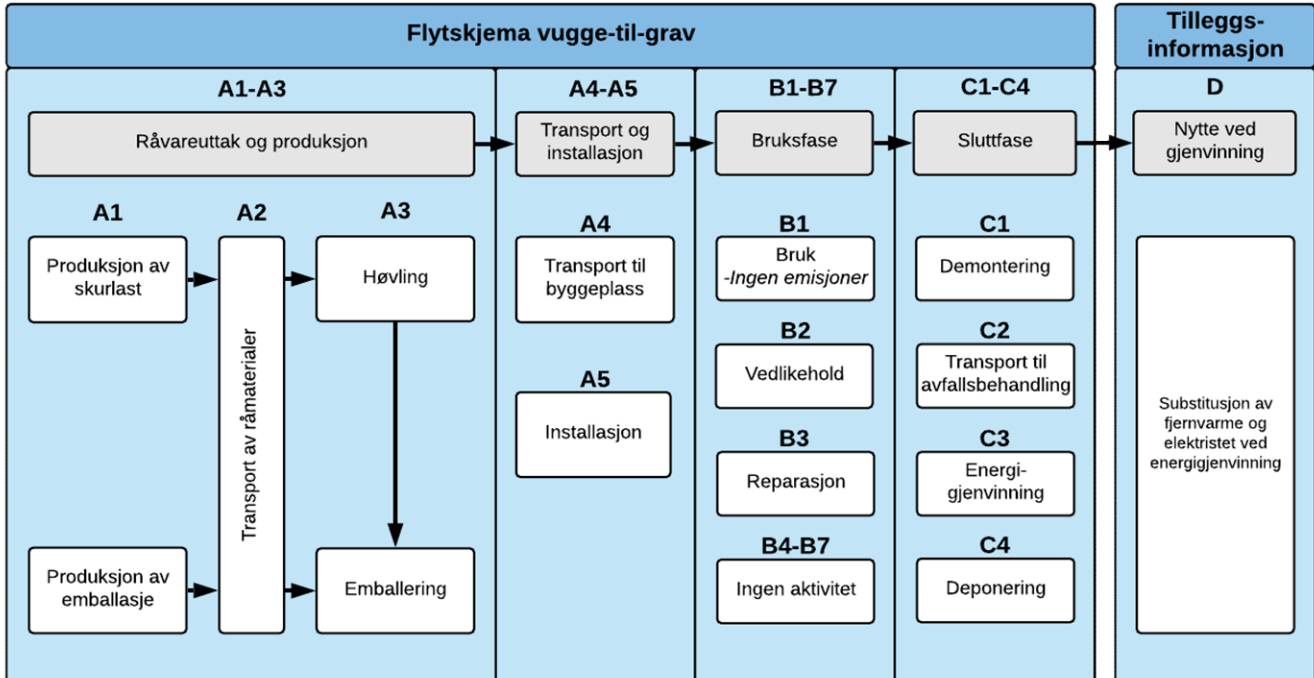 Flytskjema vugge-til-grav
Tilleggs-
informasjon
A1-A3
Råvareuttak og produksjon
A1
Produksjon av
skurlast
Produksjon av
emballasje
A2
Transport av råmaterialer
A3
Høvling
Emballering
A4-A5
Transport og
installasjon
A4
Transport til
byggeplass
A5
Installasjon
B1-B7
Bruksfase
B1
Bruk
-Ingen emisjoner
B2
Vedlikehold
B3
Reparasjon
B4-B7
Ingen aktivitet
C1-C4
Sluttfase
C1
Demontering
C2
Transport til
avfallsbehandling
C3
Energi-
gjenvinning
C4
Deponering
D
Nytte ved
gjenvinning
Substitusjon av
fjernvarme og
elektristet ved
energigjenvinning